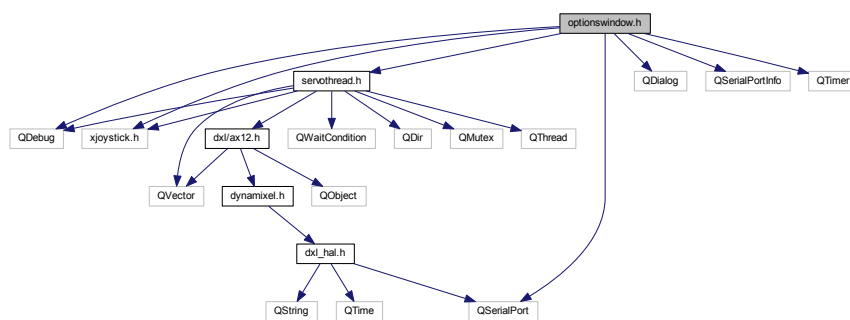 optionswindow.h
servothread.h
QDialog
QSerialPortInfo
QTimer
QDebug
xjoystick.h
dxl/ax12.h
QWaitCondition
QDir
QMutex
QThread
QVector
dynamixel.h
QObject
dxl_hal.h
QString
QTime
QSerialPort